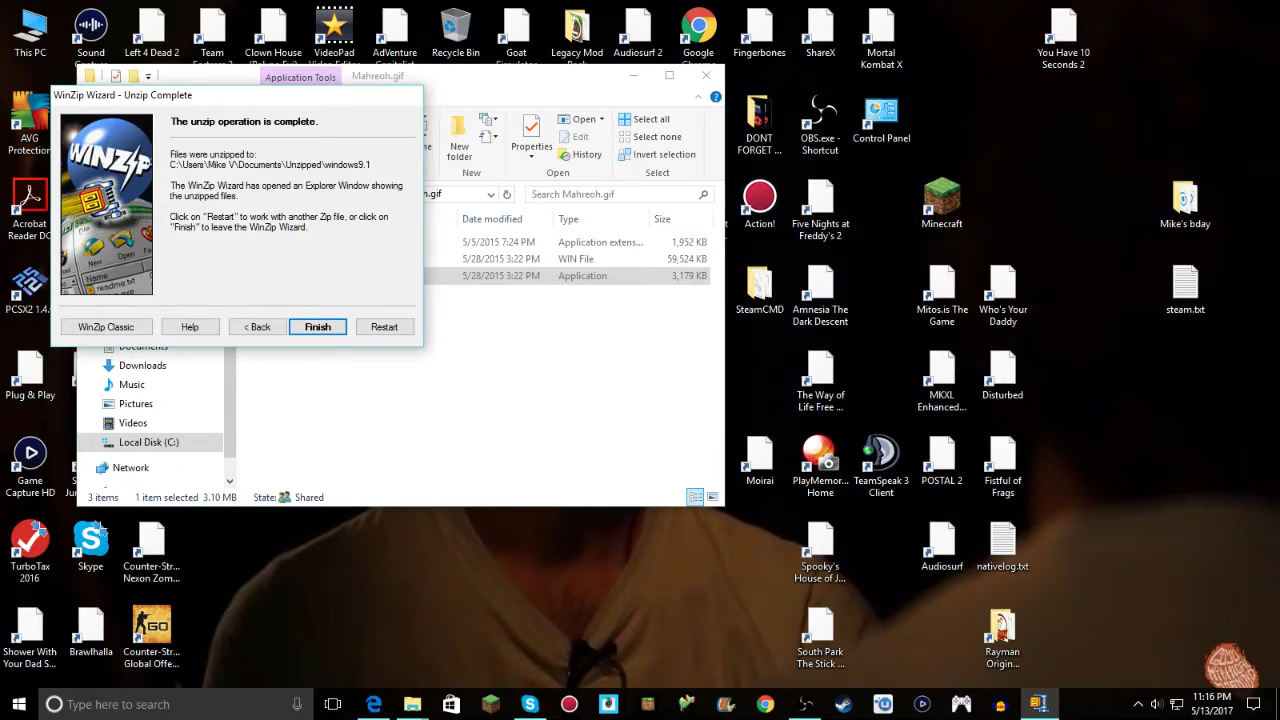 This PC
Sound
Left 4 Dead 2
Team
Clown House
VidePad
AdVenture
Capitalist
Recycle Bin
Goat
Legacy Mod
Audiosurf 2
Google
Fingerbones
ShareX
Mortal
Kombat X
You Have 10
Seconds 2
Application Tools
Mahreoh.gif
WinZip Wizard - Unzip Complete
The unzip operation is complete.
WINZIP
Files were unzipped to:
C:\Users\Mike V\Documents\Unzipped\windows9.1
The WinZip Wizard has opened an Explorer Window showing
the unzipped files.
Click on "Restart" to work with another Zip file, or click on
"Finish" to leave the WinZip Wizard.
New
Open
Name
readme.txt
WinZip Classic
Help
< Back
Finish
Restart
New
folder
New
Properties
Open
Edit
History
Open
Select all
Select none
Invert selection
Select
.gif
Search Mahreoh.gif
Date modified
Type
Size
5/5/2015 7:24 PM
Application extens...
1,952 KB
5/28/2015 3:22 PM
WIN File
59,524 KB
5/28/2015 3:22 PM
Application
3,179 KB
Documents
Downloads
Music
Pictures
Videos
Local Disk (C:)
Network
3 items
1 item selected
3.10 MB
State:
Shared
AVG
Protection
Acrobat
Reader DC
PCSX2 1.4.
Plug & Play
Game
Capture HD
TurboTax
2016
Skype
Counter-Str...
Nexon Zom...
Shower With
Your Dad S...
Brawlhalla
GO
Counter-Str...
Global Offe...
DONT
FORGET ...
OBS.exe -
Shortcut
Control Panel
Action!
Five Nights at
Freddy's 2
Minecraft
Mike's bday
SteamCMD
Amnesia The
Dark Descent
Mitos.is The
Game
Who's Your
Daddy
steam.txt
The Way of
Life Free ...
MKXL
Enhanced...
Disturbed
Moirai
PlayMemor...
Home
TeamSpeak 3
Client
POSTAL 2
Fistful of
Frags
Spooky's
House of J...
Audiosurf
nativelog.txt
South Park
The Stick ...
Rayman
Origin...
Type here to search
11:16 PM
5/13/2017